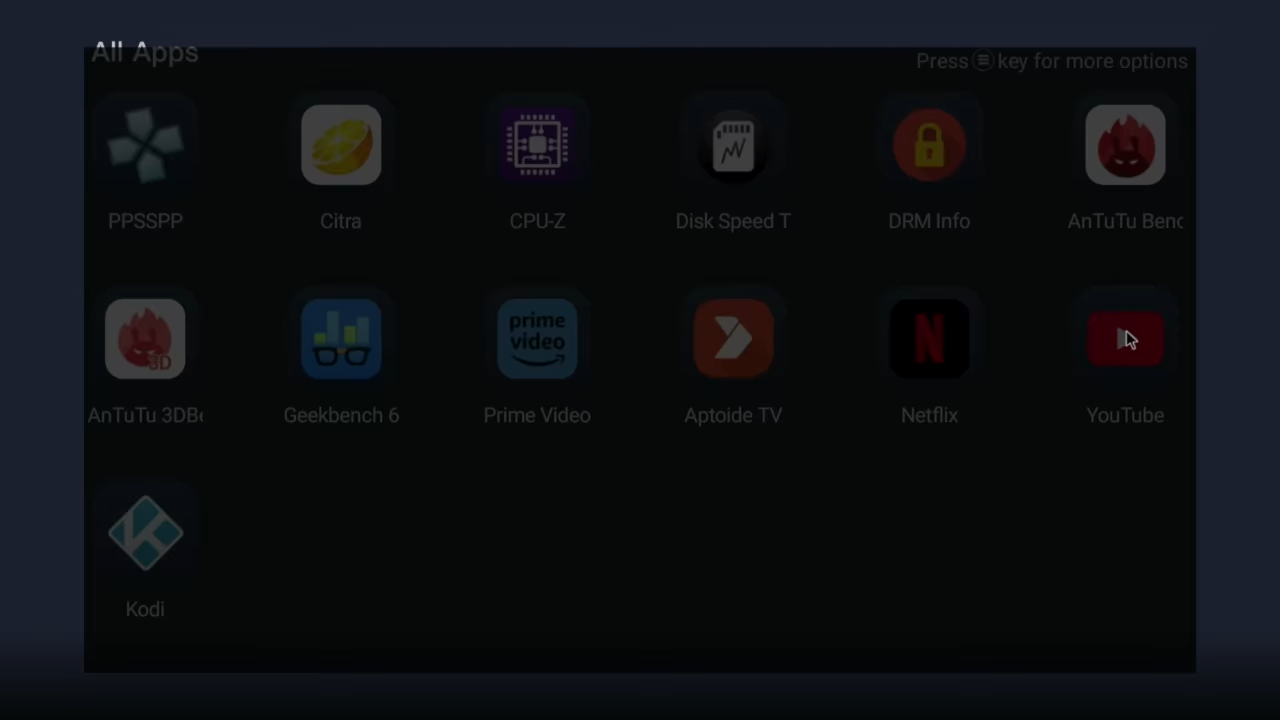 All Apps
Press key for more options
PPSSPP
Citra
CPU-Z
Disk Speed T
DRM Info
AnTuTu Benc
3D
prime video
N
AnTuTu 3DBe
Geekbench 6
Prime Video
Aptoide TV
Netflix
YouTube
Kodi